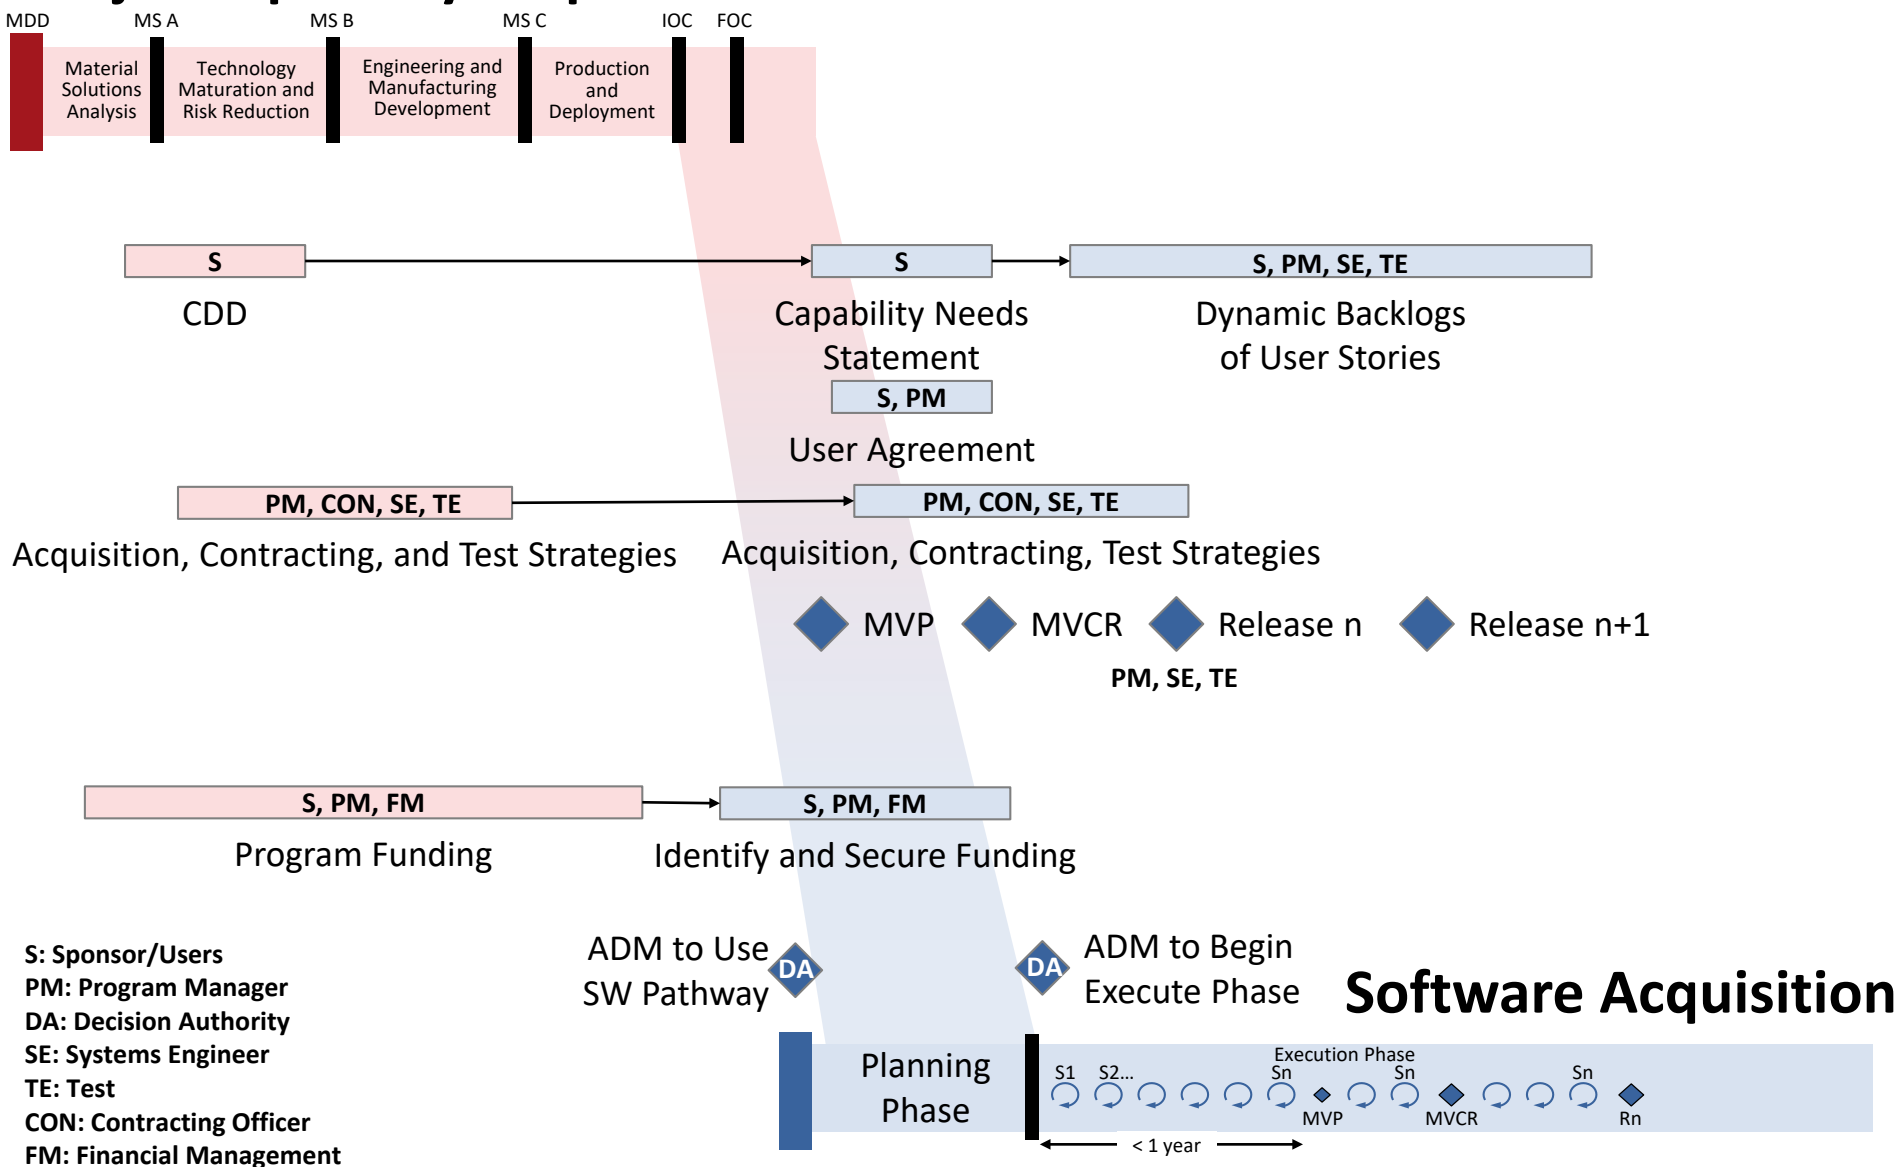 MDD
MS A
MS B
MS C
IOC
FOC
Material
Solutions
Analysis
Technology
Maturation and
Risk Reduction
Engineering and
Manufacturing
Development
Production
and
Deployment
S
CDD
S
Capability Needs
Statement
S, PM, SE, TE
Dynamic Backlogs
of User Stories
S, PM
User Agreement
PM, CON, SE, TE
Acquisition, Contracting, and Test Strategies
PM, CON, SE, TE
Acquisition, Contracting, Test Strategies
MVP
MVCR
Release n
Release n+1
PM, SE, TE
S, PM, FM
Program Funding
S, PM, FM
Identify and Secure Funding
S: Sponsor/Users
PM: Program Manager
DA: Decision Authority
SE: Systems Engineer
TE: Test
CON: Contracting Officer
FM: Financial Management
ADM to Use
SW Pathway
DA
DA
ADM to Begin
Execute Phase
Software Acquisition
Planning
Phase
Execution Phase
S1
S2...
Sn
Sn
Sn
MVP
MVCR
Rn
< 1 year